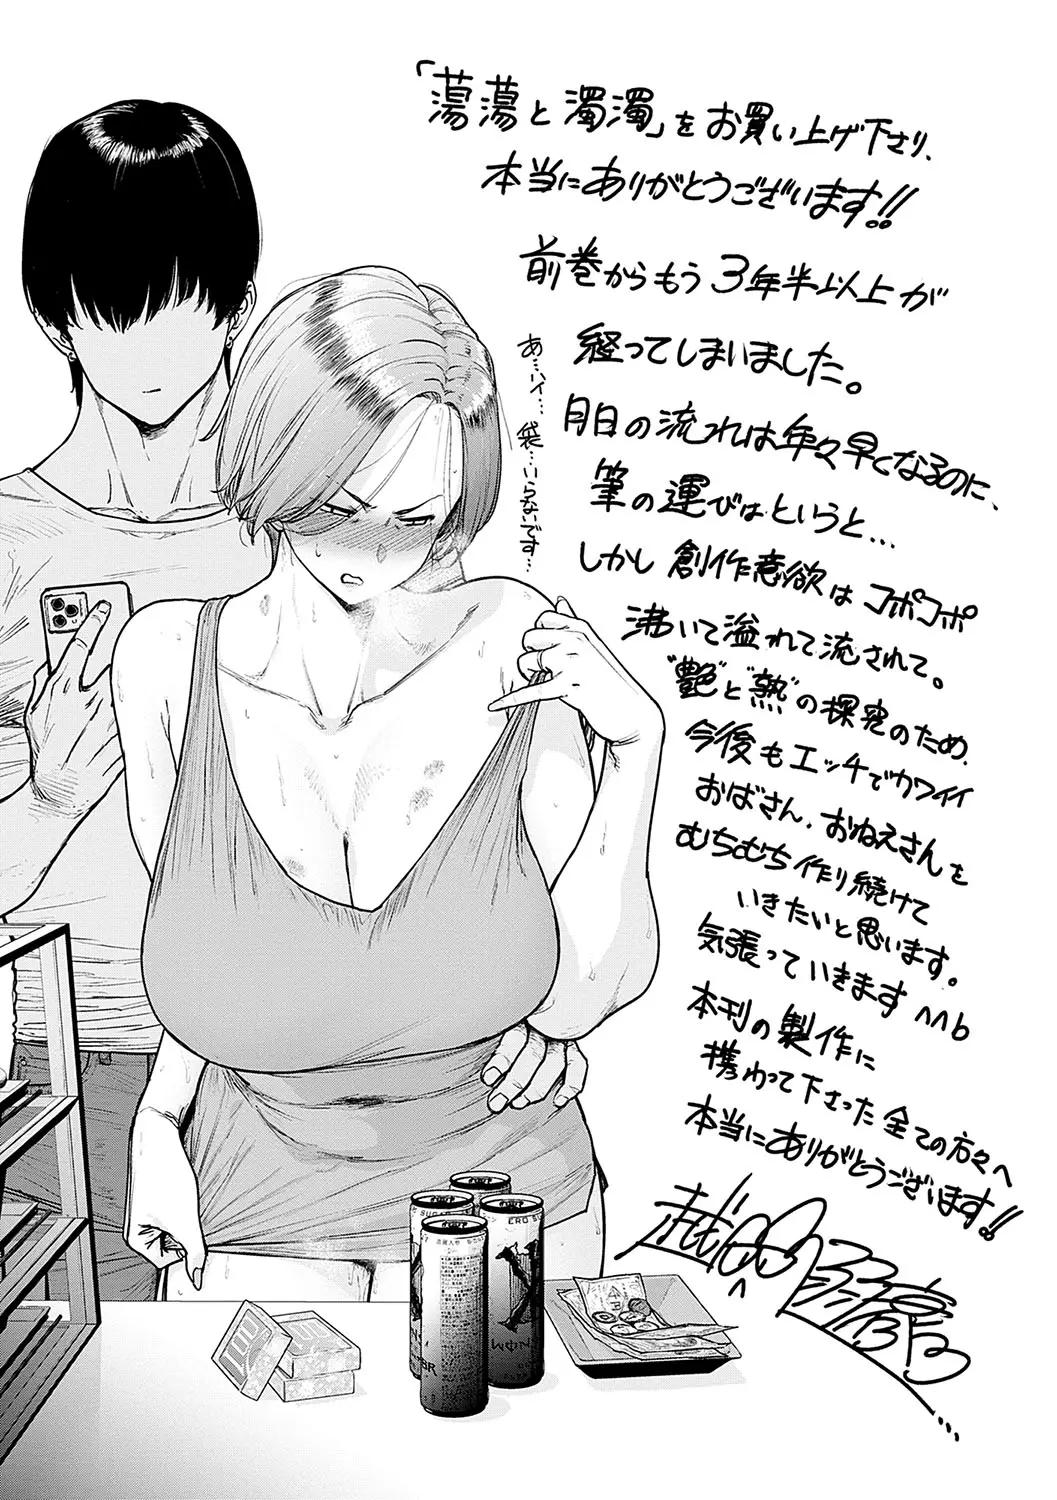 「蕩蕩と濁濁」をお買い上げ下さり、
本当にありがとうございます!!
前巻からもう3年半以上が
経ってしまいました。
月日の流れは年々早くなるのに、
筆の運びはというと…
しかし創作意欲はコポコポ
沸いて溢れて流されて。
"艶"と"熱"の探究のため、
今後もエッチでカワイイ
おばさん、おねえさんを
むちむち作り続けて
いきたいと思います。
気張っていきます^^b
本刊の製作に
携わって下さった全ての方々へ
本当にありがとうございます!!
あ…ハイ…
袋…いらないです…
ERO